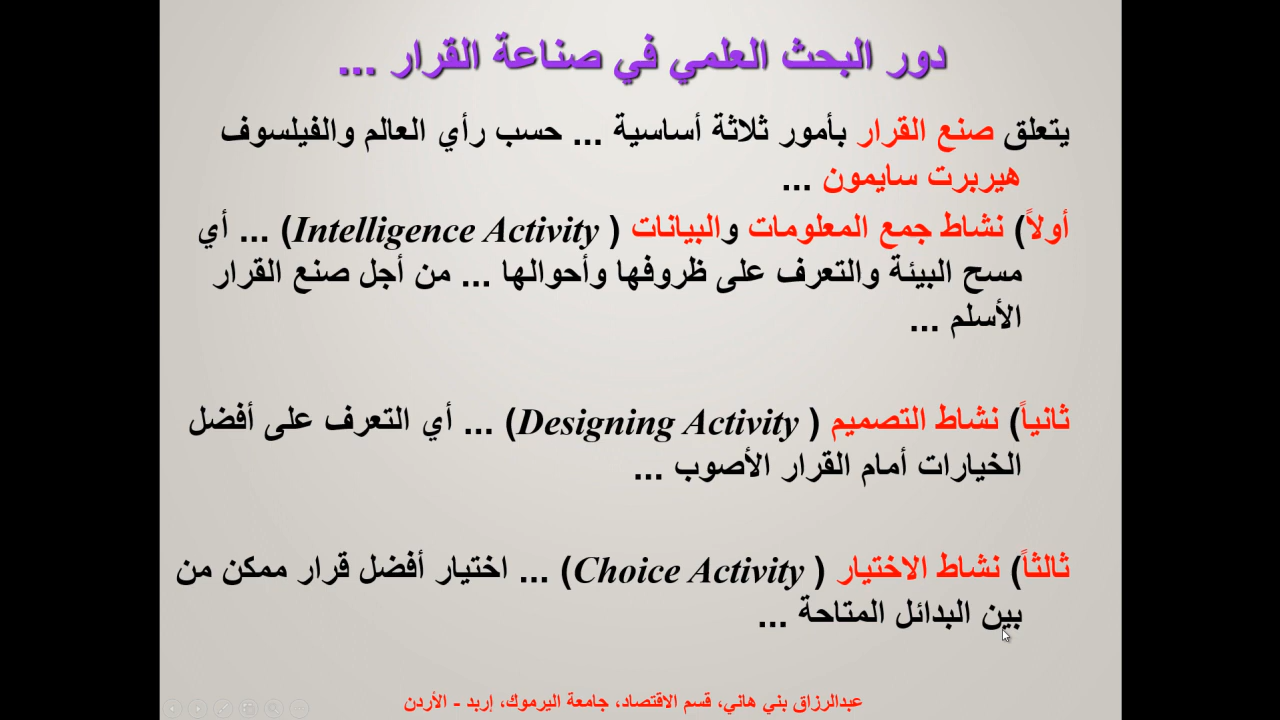 دور البحث العلمي في صناعة القرار ...
يتعلق صنع القرار بأمور ثلاثة أساسية ... حسب رأي العالم والفيلسوف
هيربرت سايمون ...
أولاً) نشاط جمع المعلومات والبيانات ( Intelligence Activity) ... أي
مسح البيئة والتعرف على ظروفها وأحوالها ... من أجل صنع القرار
الأسلم ...
ثانياً) نشاط التصميم ( Designing Activity) ... أي التعرف على أفضل
الخيارات أمام القرار الأصوب ...
ثالثاً) نشاط الاختيار ( Choice Activity) ... اختيار أفضل قرار ممكن من
بين البدائل المتاحة ...
عبدالرزاق بني هاني، قسم الاقتصاد، جامعة اليرموك، إربد - الأردن